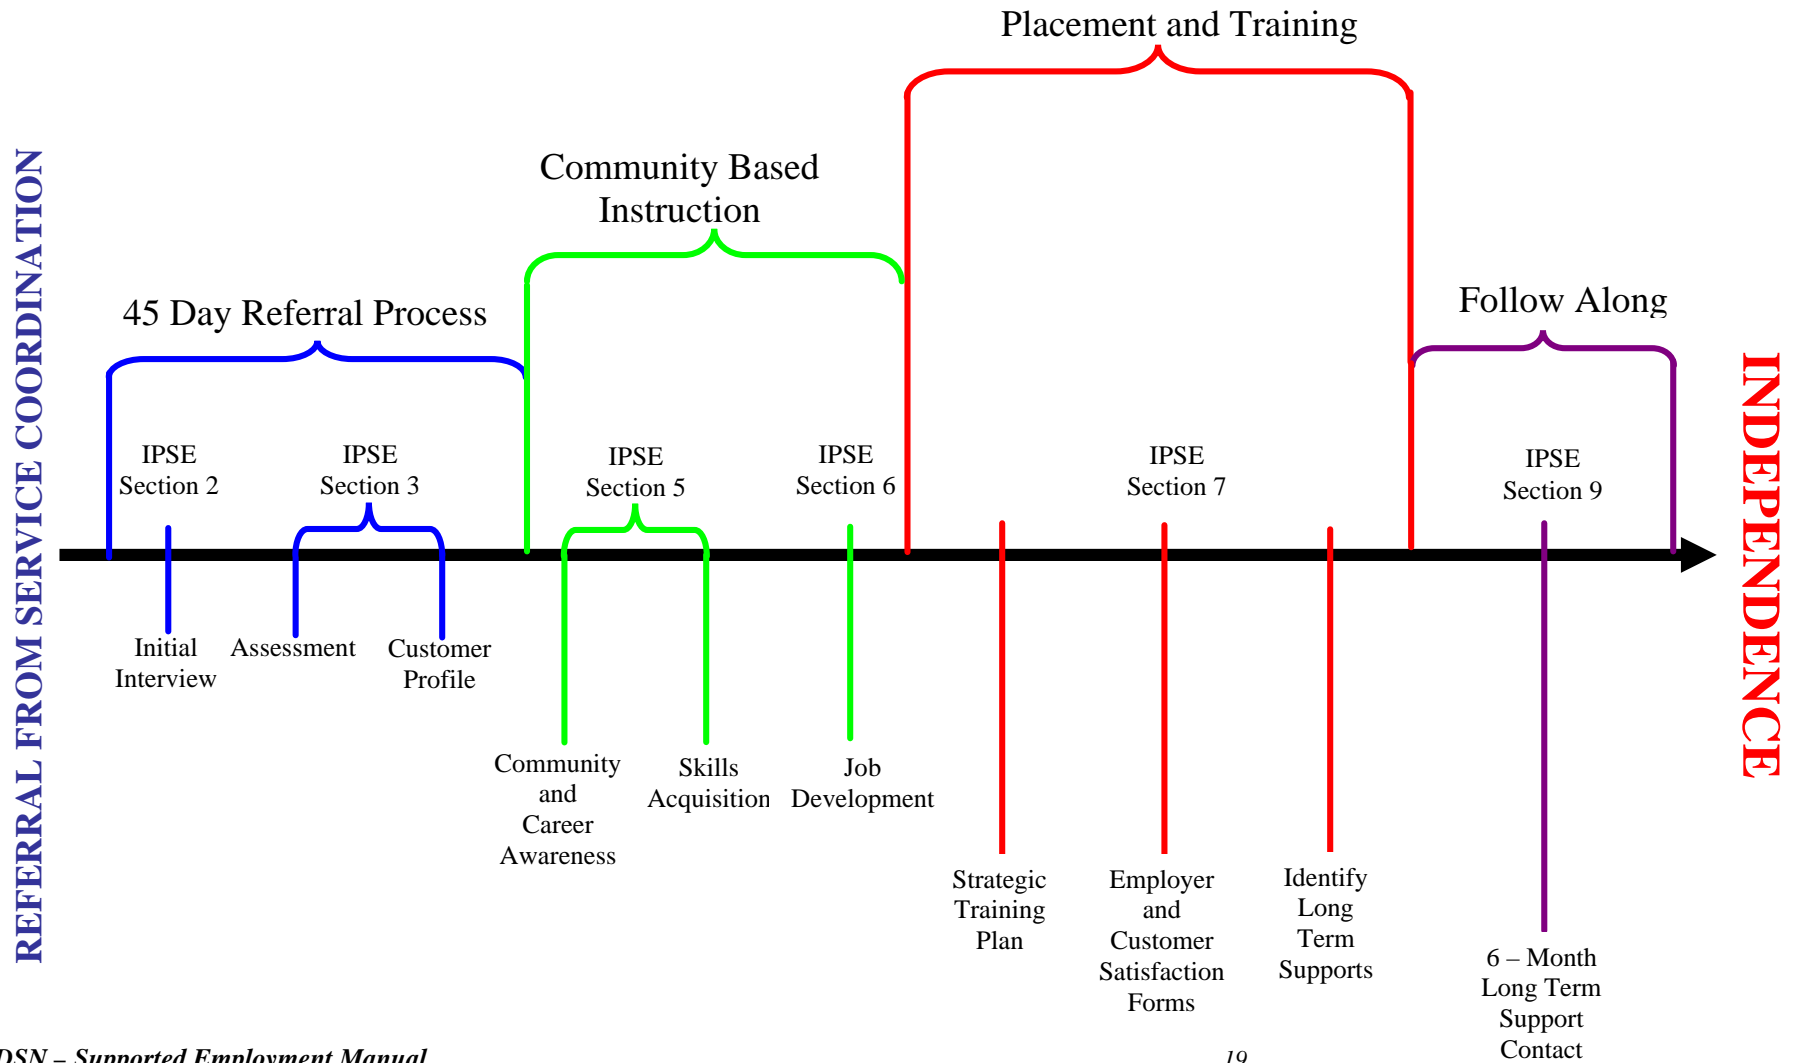 Placement and Training
Community Based
Instruction
45 Day Referral Process
Follow Along
REFERRAL FROM SERVICE COORDINATION
INDEPENDENCE
IPSE
Section 2
IPSE
Section 3
IPSE
Section 5
IPSE
Section 6
IPSE
Section 7
IPSE
Section 9
Initial
Interview
Assessment
Customer
Profile
Community
and
Career
Awareness
Skills
Acquisition
Job
Development
Strategic
Training
Plan
Employer
and
Customer
Satisfaction
Forms
Identify
Long
Term
Supports
6 – Month
Long Term
Support
Contact
DSN – Supported Employment Manual
19